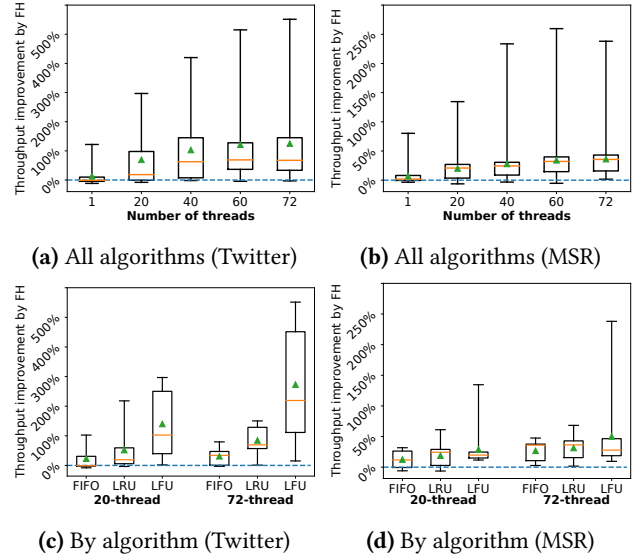 Throughput improvement by FH
500%
400%
300%
200%
100%
0%
1 20 40 60 72
Number of threads
(a) All algorithms (Twitter)
Throughput improvement by FH
250%
200%
150%
100%
50%
0%
1 20 40 60 72
Number of threads
(b) All algorithms (MSR)
Throughput improvement by FH
500%
400%
300%
200%
100%
0%
FIFO LRU LFU FIFO LRU LFU
20-thread 72-thread
(c) By algorithm (Twitter)
Throughput improvement by FH
250%
200%
150%
100%
50%
0%
FIFO LRU LFU FIFO LRU LFU
20-thread 72-thread
(d) By algorithm (MSR)